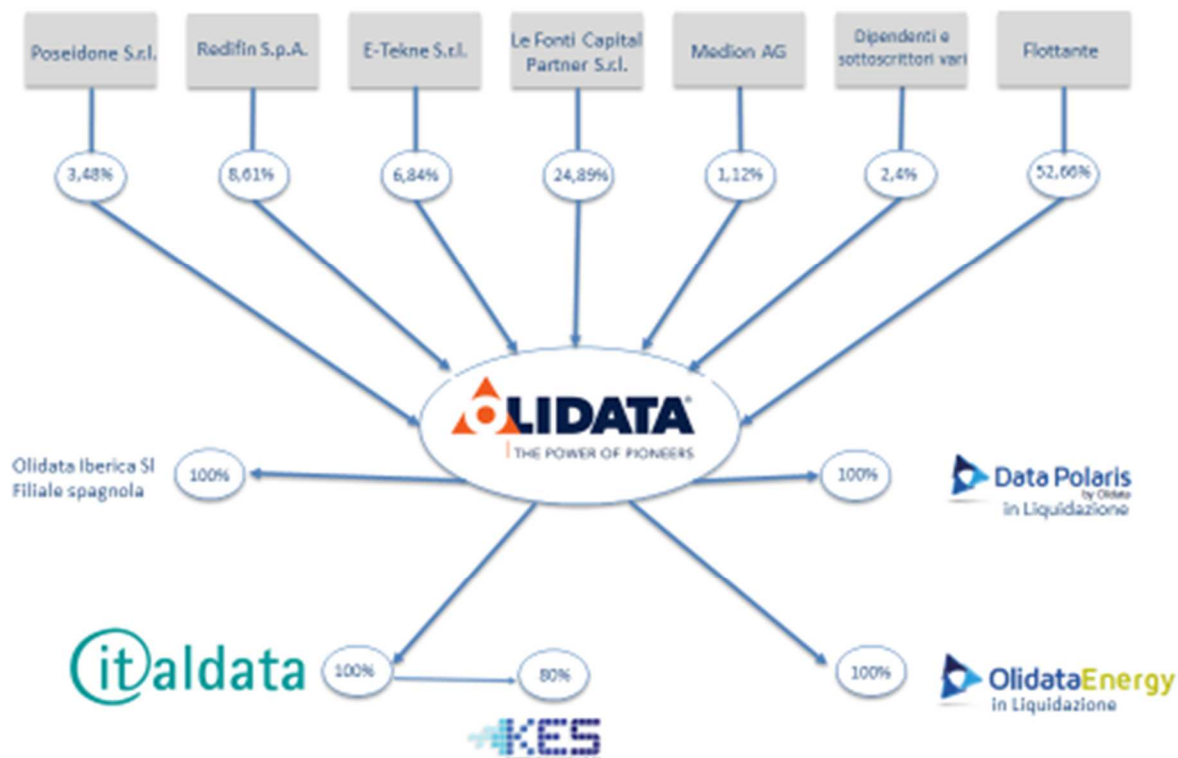 Poseidone S.r.l.
Redifin S.p.A.
E-Tekne S.r.l.
Le Fonti Capital
Partner S.r.l.
Medion AG
Dipendenti e
sottoscrittori vari
Flottante
3,48%
8,61%
6,84%
24,89%
1,12%
2,4%
52,66%
OLIDATA®
THE POWER OF PIONEERS
Olidata Iberica Sl
Filiale spagnola
100%
100%
Data Polaris
by Olidata
in Liquidazione
italdata
100%
80%
KES
100%
OlidataEnergy
in Liquidazione